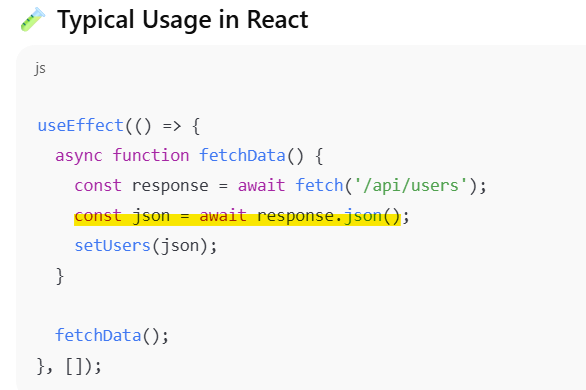 Typical Usage in React
js
useEffect(() => {
  async function fetchData() {
    const response = await fetch('/api/users');
    const json = await response.json();
    setUsers(json);
  }
  fetchData();
}, []);